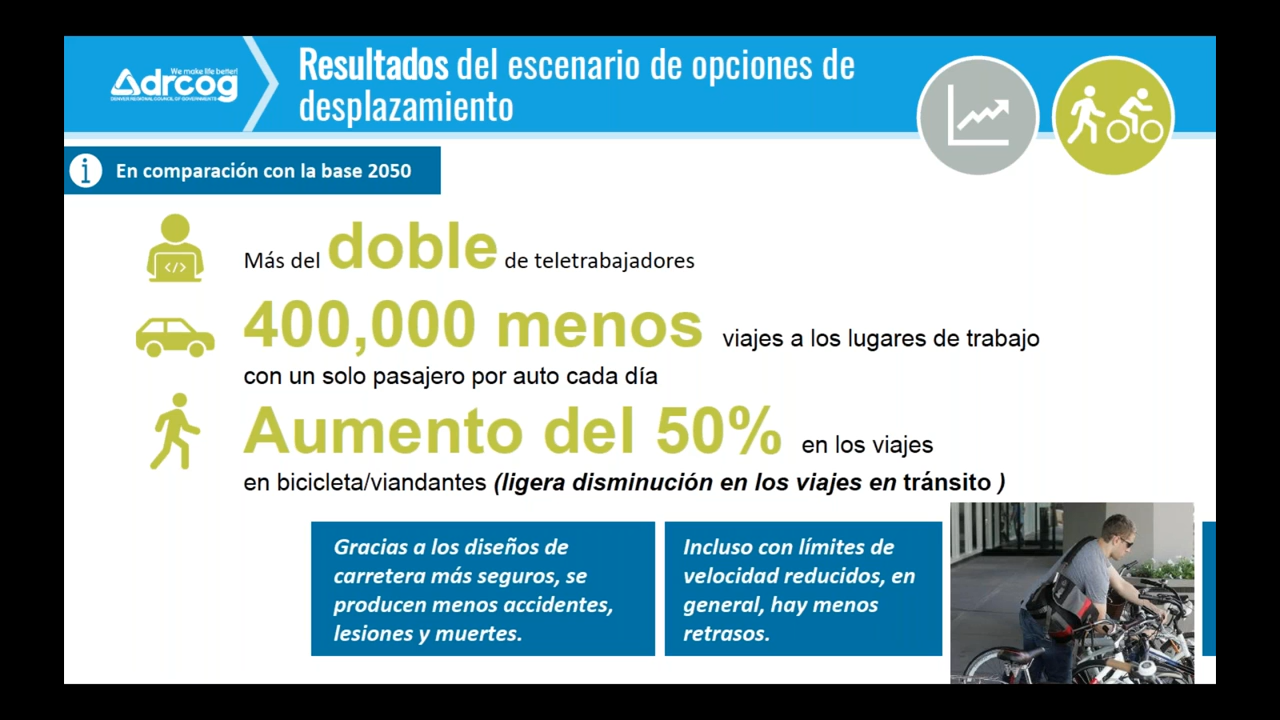 We make life better!
drcog
DENVER REGIONAL COUNCIL OF GOVERNMENTS
Resultados del escenario de opciones de
desplazamiento
i En comparación con la base 2050
</>
Más del doble de teletrabajadores
400,000 menos viajes a los lugares de trabajo
con un solo pasajero por auto cada día
Aumento del 50% en los viajes
en bicicleta/viandantes (ligera disminución en los viajes en tránsito )
Gracias a los diseños de
carretera más seguros, se
producen menos accidentes,
lesiones y muertes.
Incluso con límites de
velocidad reducidos, en
general, hay menos
retrasos.